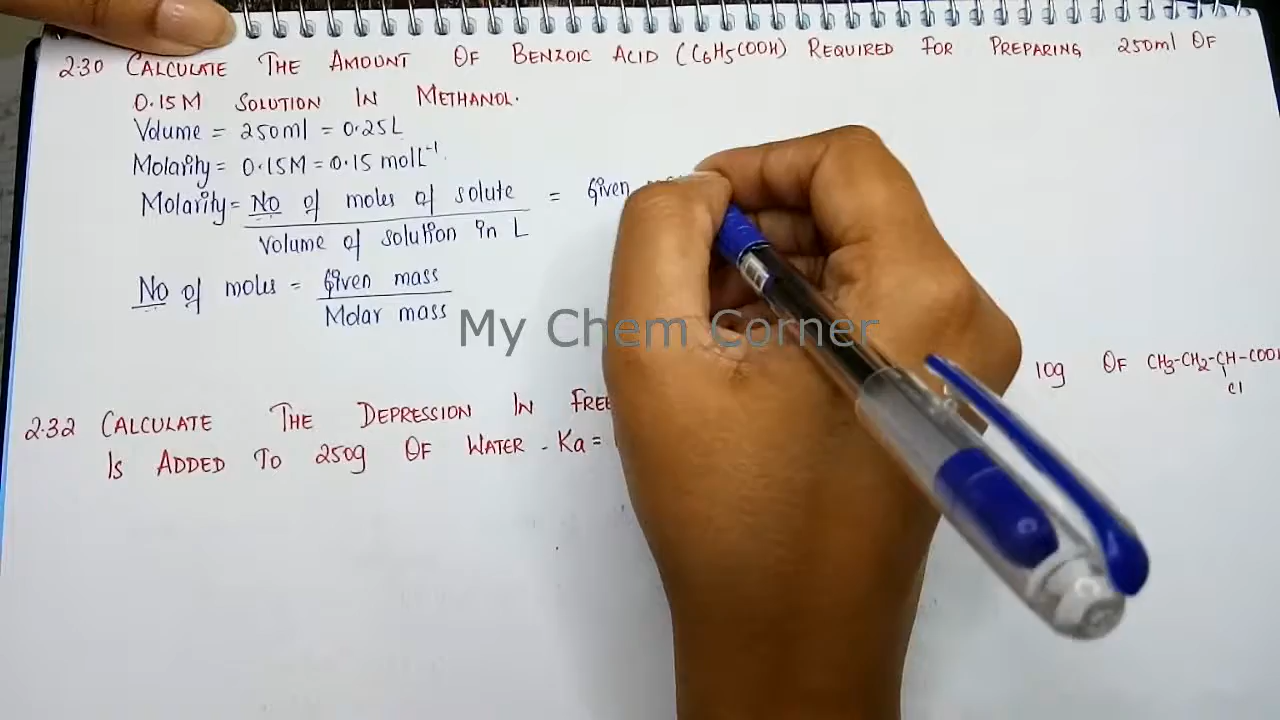 2.30 CALCULATE THE AMOUNT OF BENZOIC ACID (C6H5COOH) REQUIRED FOR PREPARING 250ml OF
0.15M SOLUTION IN METHANOL.
Volume = 250ml = 0.25L
Molarity = 0.15M = 0.15 molL⁻¹
Molarity = No of moles of solute = Given
Volume of solution in L
No of moles = Given mass
Molar mass
My Chem Corner
2.32 CALCULATE THE DEPRESSION IN 10g OF CH3-CH2-CH-COOH
Cl
IS ADDED TO 250g OF WATER. Ka =